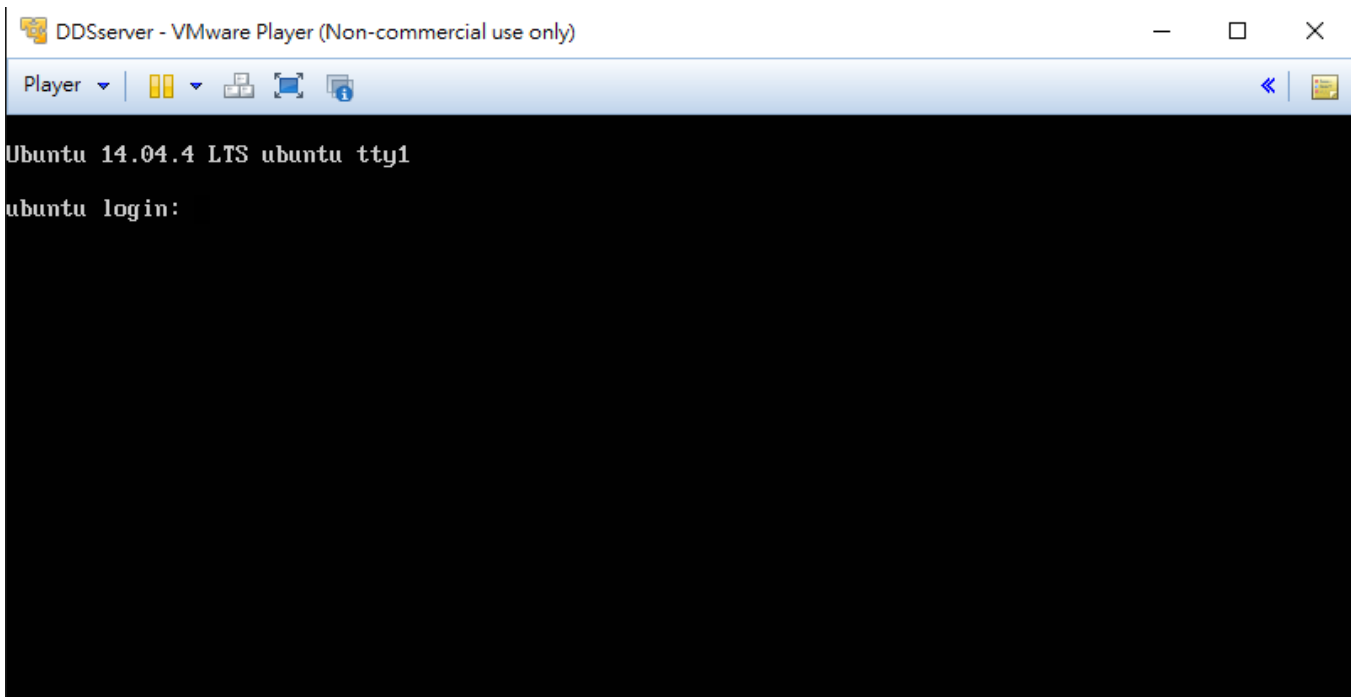 DDSserver - VMware Player (Non-commercial use only)
Player
Ubuntu 14.04.4 LTS ubuntu tty1
ubuntu login: